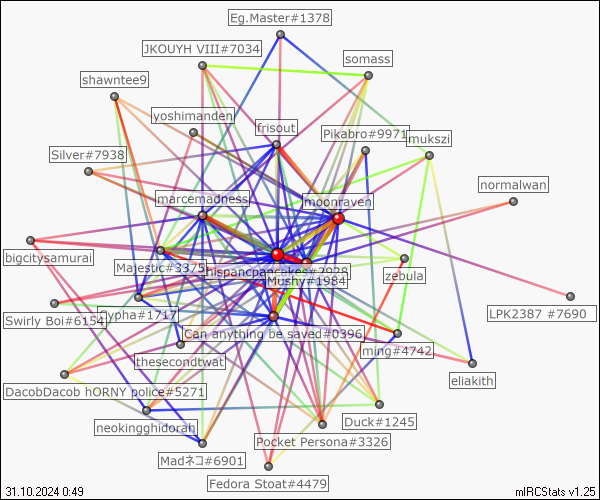 Eg.Master#1378
JKOUYH VIII#7034
somass
shawntee9
yoshimanden
frisout
Pikabro#9971
mukszi
Silver#7938
normalwan
marcemadness
moonraven
bigcitysamurai
Majestic#3375
hispancpancakes#3928
zebula
Mushy#1984
Swirly Boi#6154
Cypha#1717
LPK2387 #7690
Can anything be saved#0396
ming#4742
thesecondtwat
eliakith
DacobDacob hORNY police#5271
neokingghidorah
Duck#1245
Pocket Persona#3326
Madネコ#6901
Fedora Stoat#4479
31.10.2024 0:49
mIRCStats v1.25